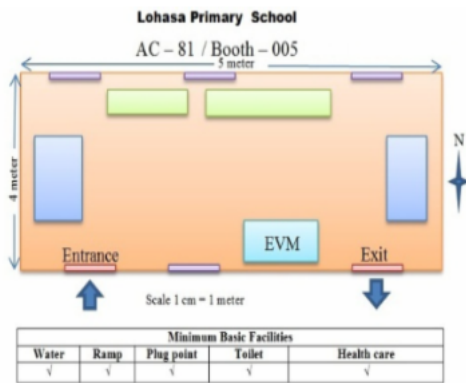 Lohasa Primary School
AC – 81 / Booth – 005
5 meter
4 meter
N
Entrance
EVM
Exit
Scale 1 cm = 1 meter
Minimum Basic Facilities
Water Ramp Plug point Toilet Health care
√ √ √ √ √